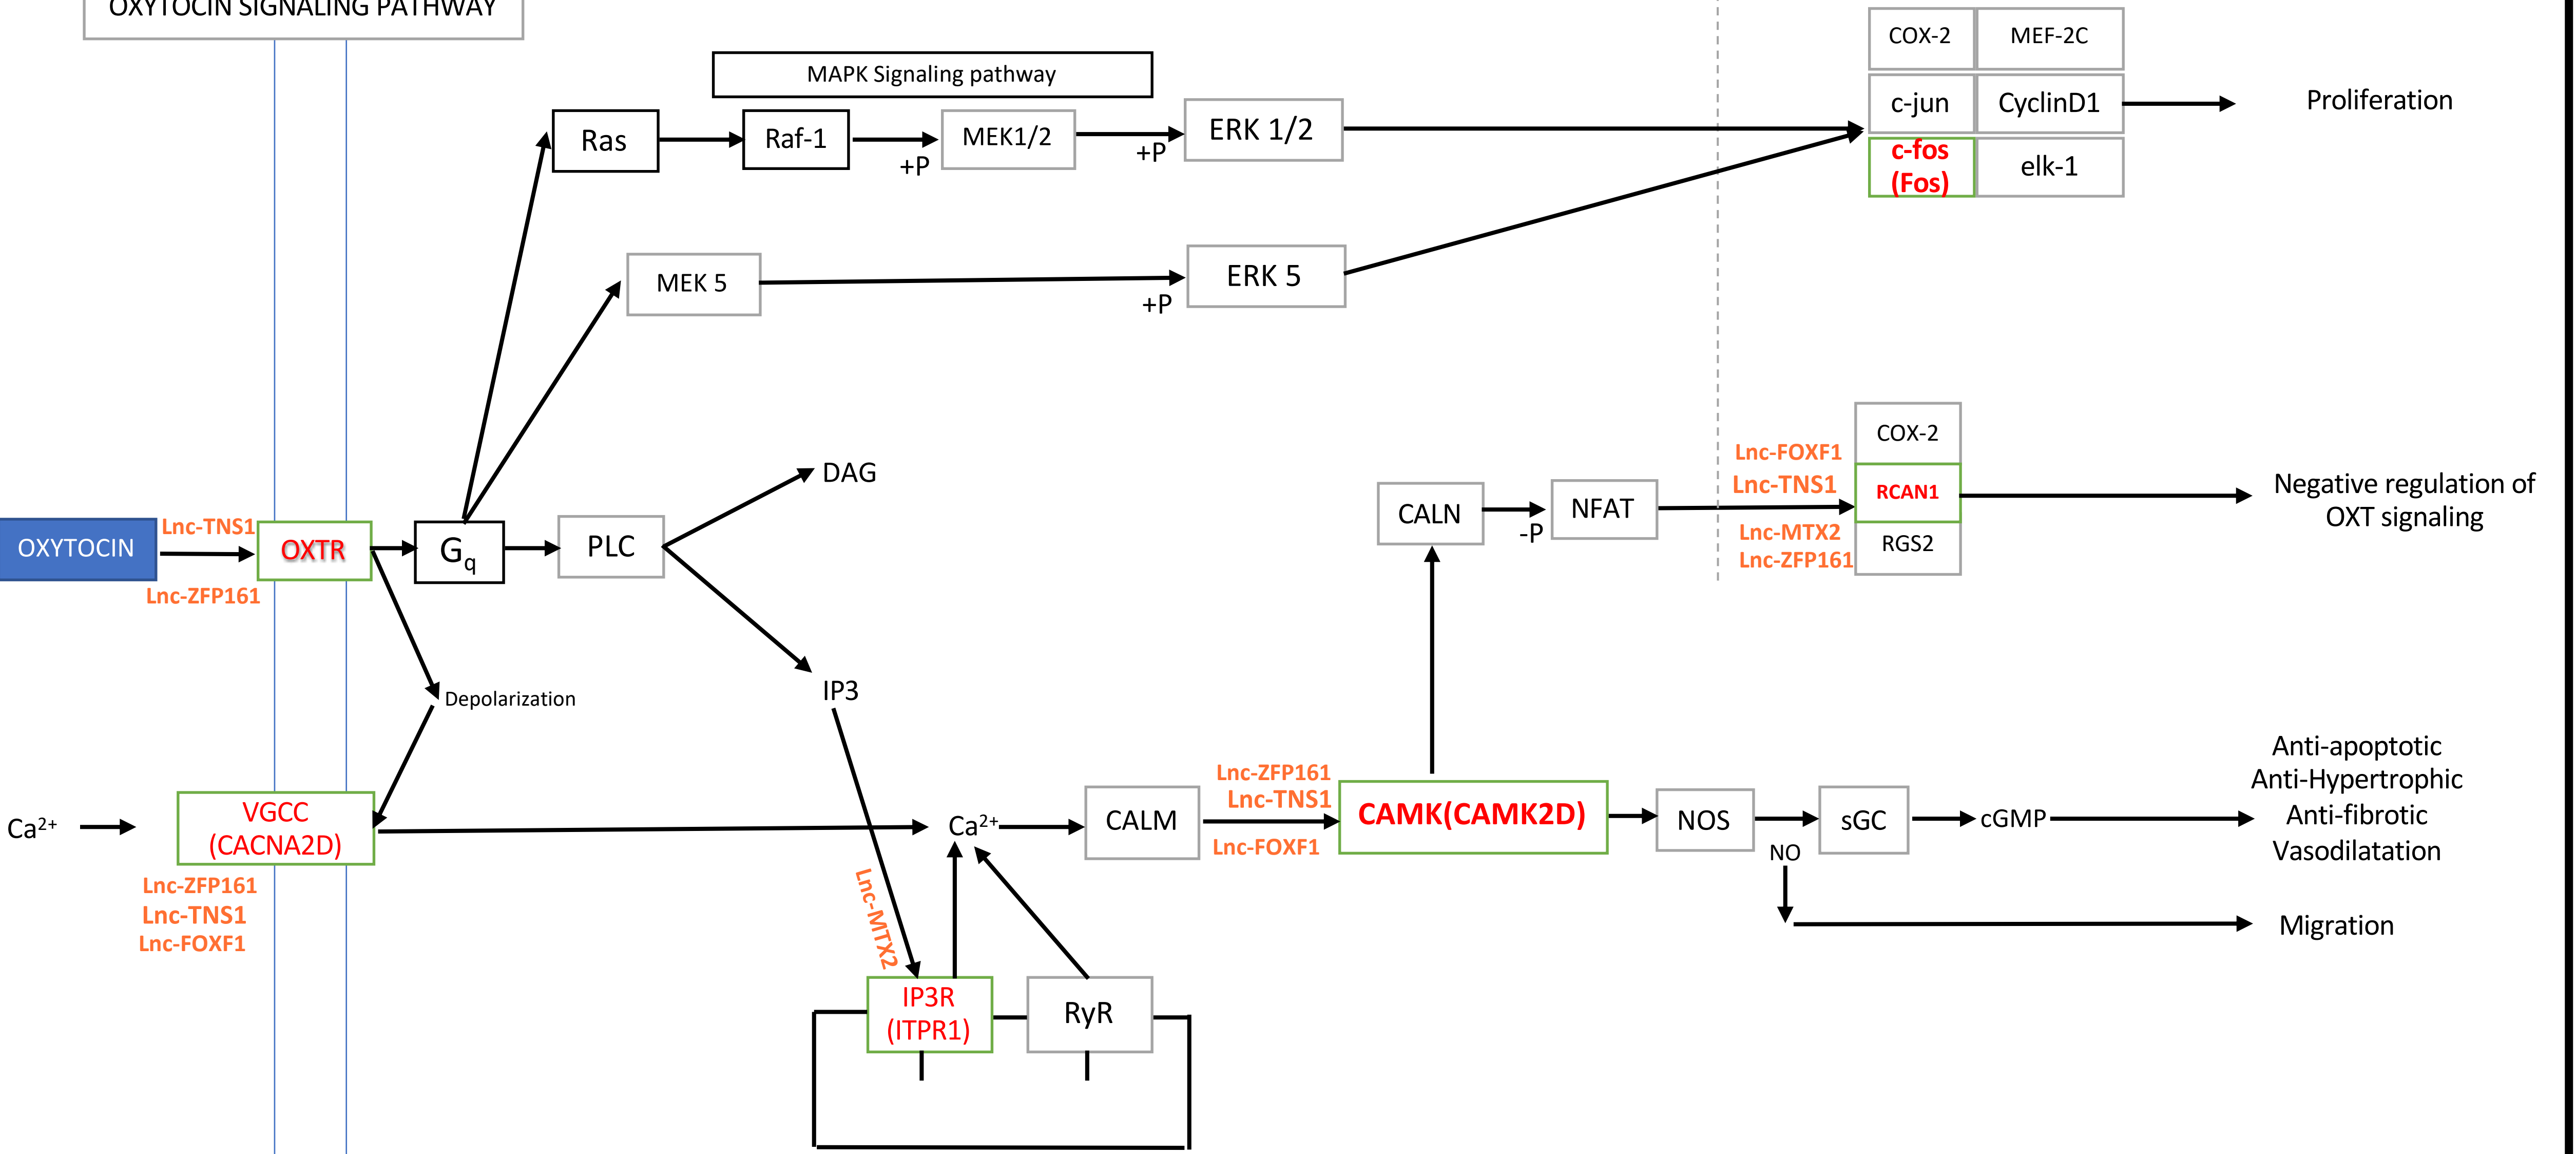 OXYTOCIN SIGNALING PATHWAY
COX-2
MEF-2C
MAPK Signaling pathway
c-jun
CyclinD1
Proliferation
Ras
Raf-1
+P
MEK1/2
+P
ERK 1/2
c-fos
(Fos)
elk-1
MEK 5
+P
ERK 5
COX-2
Lnc-FOXF1
DAG
Lnc-TNS1
RCAN1
Negative regulation of
OXT signaling
CALN
-P
NFAT
Lnc-MTX2
Lnc-ZFP161
RGS2
OXYTOCIN
Lnc-TNS1
Lnc-ZFP161
OXTR
Gq
PLC
IP3
Depolarization
Ca2+
VGCC
(CACNA2D)
Lnc-ZFP161
Lnc-TNS1
Lnc-FOXF1
Ca2+
CALM
Lnc-ZFP161
Lnc-TNS1
Lnc-FOXF1
CAMK(CAMK2D)
NOS
NO
sGC
cGMP
Anti-apoptotic
Anti-Hypertrophic
Anti-fibrotic
Vasodilatation
Migration
Lnc-MTX2
IP3R
(ITPR1)
RyR